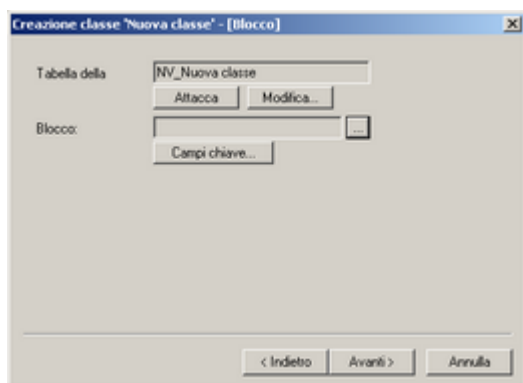 Creazione classe 'Nuova classe' - [Blocco]
Tabella della
NV_Nuova classe
Attacca
Modifica...
Blocco:
...
Campi chiave...
< Indietro
Avanti >
Annulla